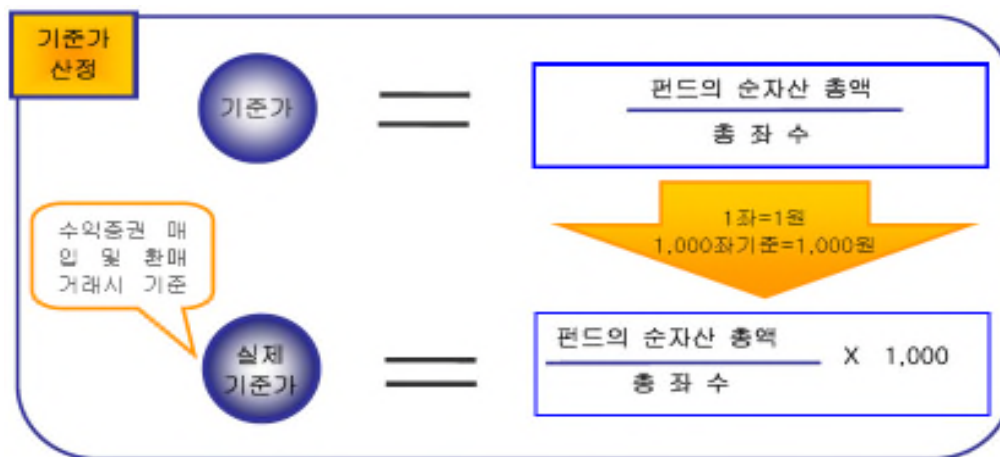 기준가
산정
기준가
펀드의 순자산 총액
총 좌 수
1좌=1원
1,000좌기준=1,000원
수익증권 매
입 및 환매
거래시 기준
실제
기준가
펀드의 순자산 총액
X 1,000
총 좌 수